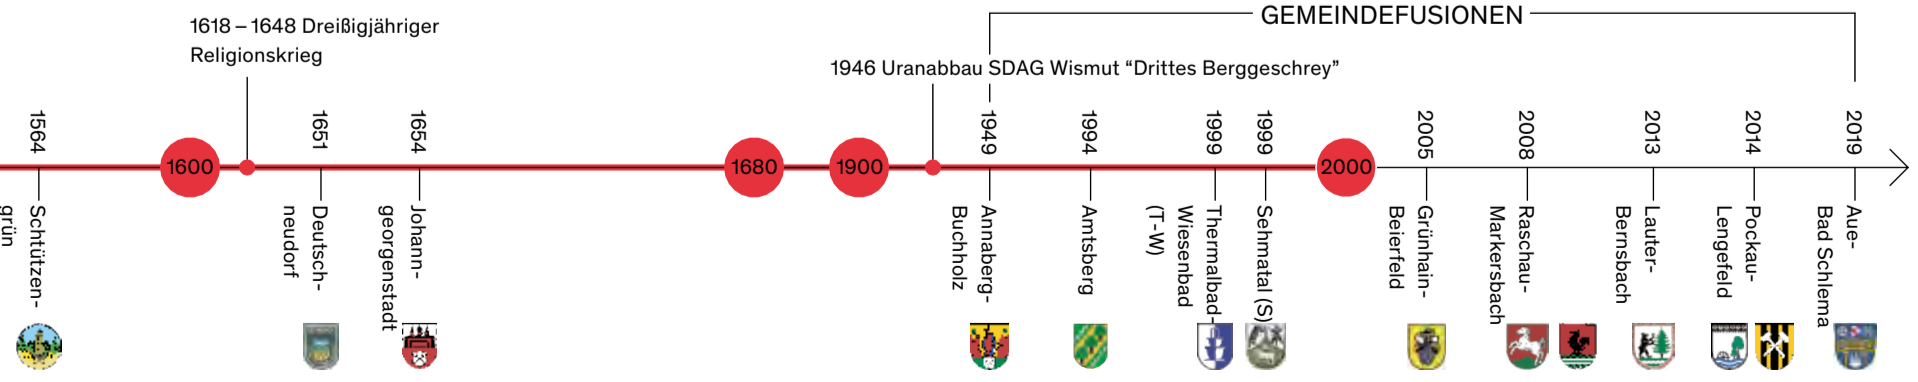 1618 – 1648 Dreißigjähriger
Religionskrieg
GEMEINDEFUSIONEN
1946 Uranabbau SDAG Wismut “Drittes Berggeschrey”
1564
1600
1651
1654
1680
1900
1949
1994
1999
1999
2000
2005
2008
2013
2014
2019
Schtützen-
grün
Deutsch-
neudorf
Johann-
georgenstadt
Annaberg-
Buchholz
Amtsberg
Thermalbad-
Wiesenbad
(T-W)
Sehmatal (S)
Grünhain-
Beierfeld
Raschau-
Markersbach
Lauter-
Bernsbach
Pockau-
Lengefeld
Aue-
Bad Schlema